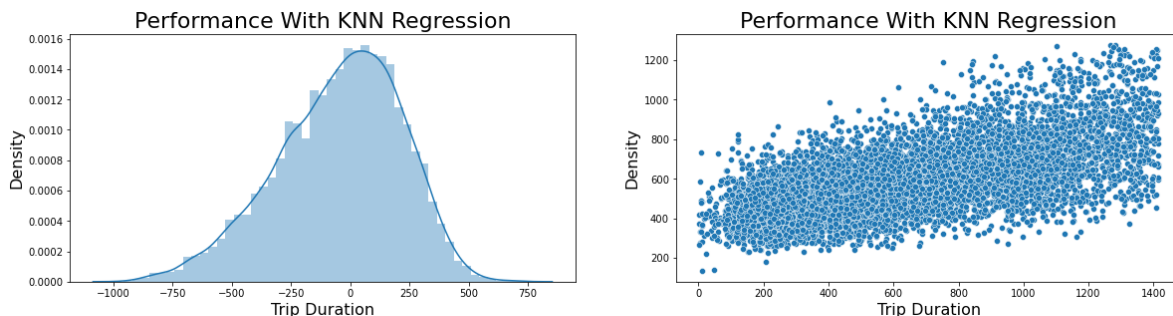 Performance With KNN Regression
0.0016
0.0014
0.0012
0.0010
0.0008
0.0006
0.0004
0.0002
0.0000
Density
−1000 −750 −500 −250 0 250 500 750
Trip Duration
Performance With KNN Regression
1200
1000
800
600
400
200
Density
0 200 400 600 800 1000 1200 1400
Trip Duration